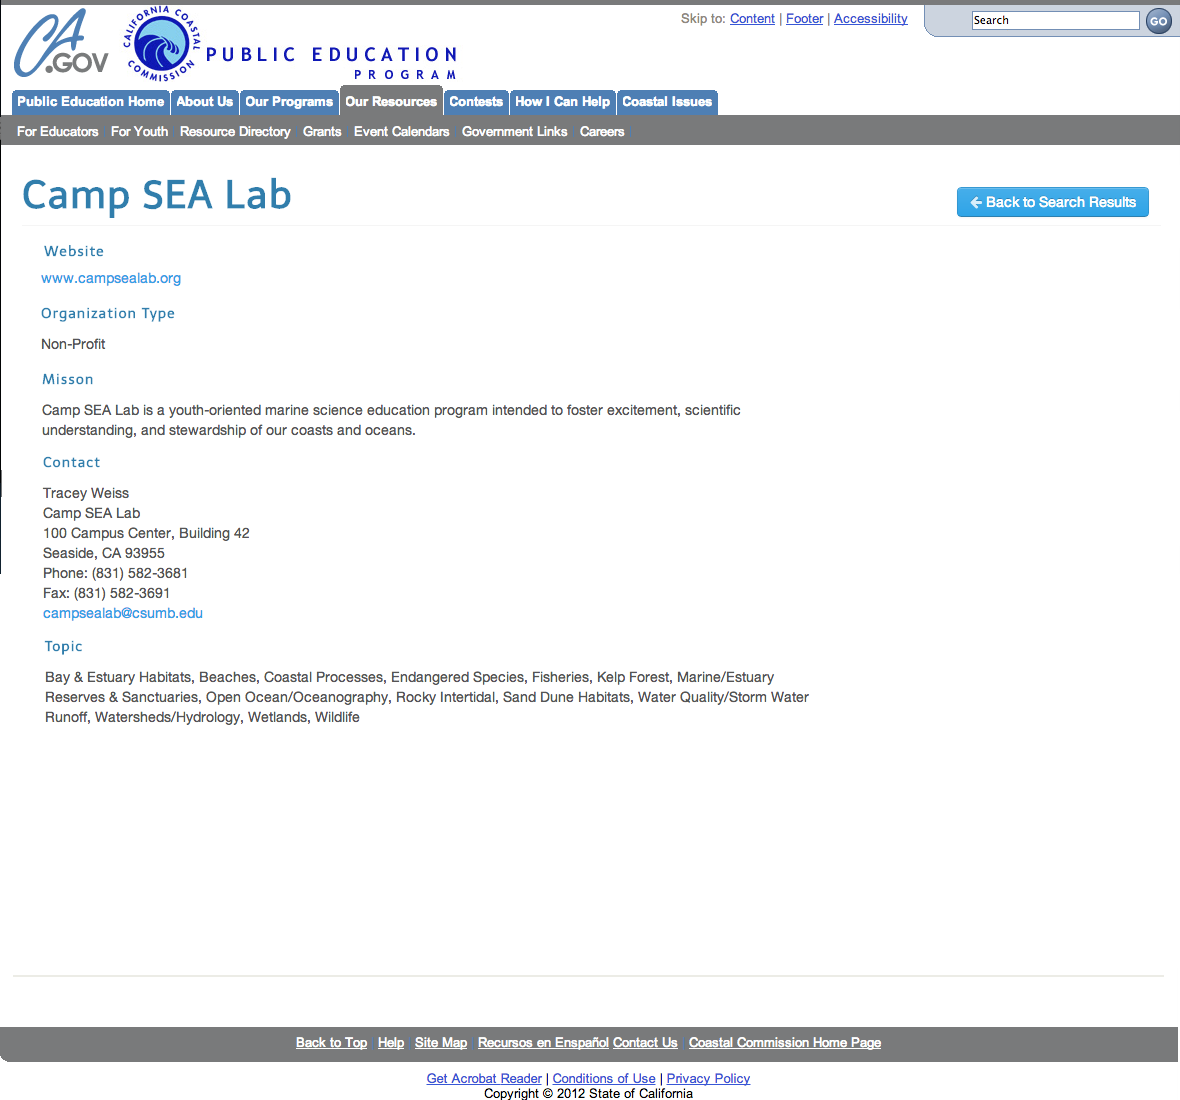 CA.GOV
CALIFORNIA COASTAL COMMISSION
PUBLIC EDUCATION
PROGRAM
Skip to: Content | Footer | Accessibility
Search
GO
Public Education Home About Us Our Programs Our Resources Contests How I Can Help Coastal Issues
For Educators For Youth Resource Directory Grants Event Calendars Government Links Careers
Camp SEA Lab
← Back to Search Results
Website
www.campsealab.org
Organization Type
Non-Profit
Misson
Camp SEA Lab is a youth-oriented marine science education program intended to foster excitement, scientific
understanding, and stewardship of our coasts and oceans.
Contact
Tracey Weiss
Camp SEA Lab
100 Campus Center, Building 42
Seaside, CA 93955
Phone: (831) 582-3681
Fax: (831) 582-3691
campsealab@csumb.edu
Topic
Bay & Estuary Habitats, Beaches, Coastal Processes, Endangered Species, Fisheries, Kelp Forest, Marine/Estuary
Reserves & Sanctuaries, Open Ocean/Oceanography, Rocky Intertidal, Sand Dune Habitats, Water Quality/Storm Water
Runoff, Watersheds/Hydrology, Wetlands, Wildlife
Back to Top Help Site Map Recursos en Enspañol Contact Us Coastal Commission Home Page
Get Acrobat Reader | Conditions of Use | Privacy Policy
Copyright © 2012 State of California